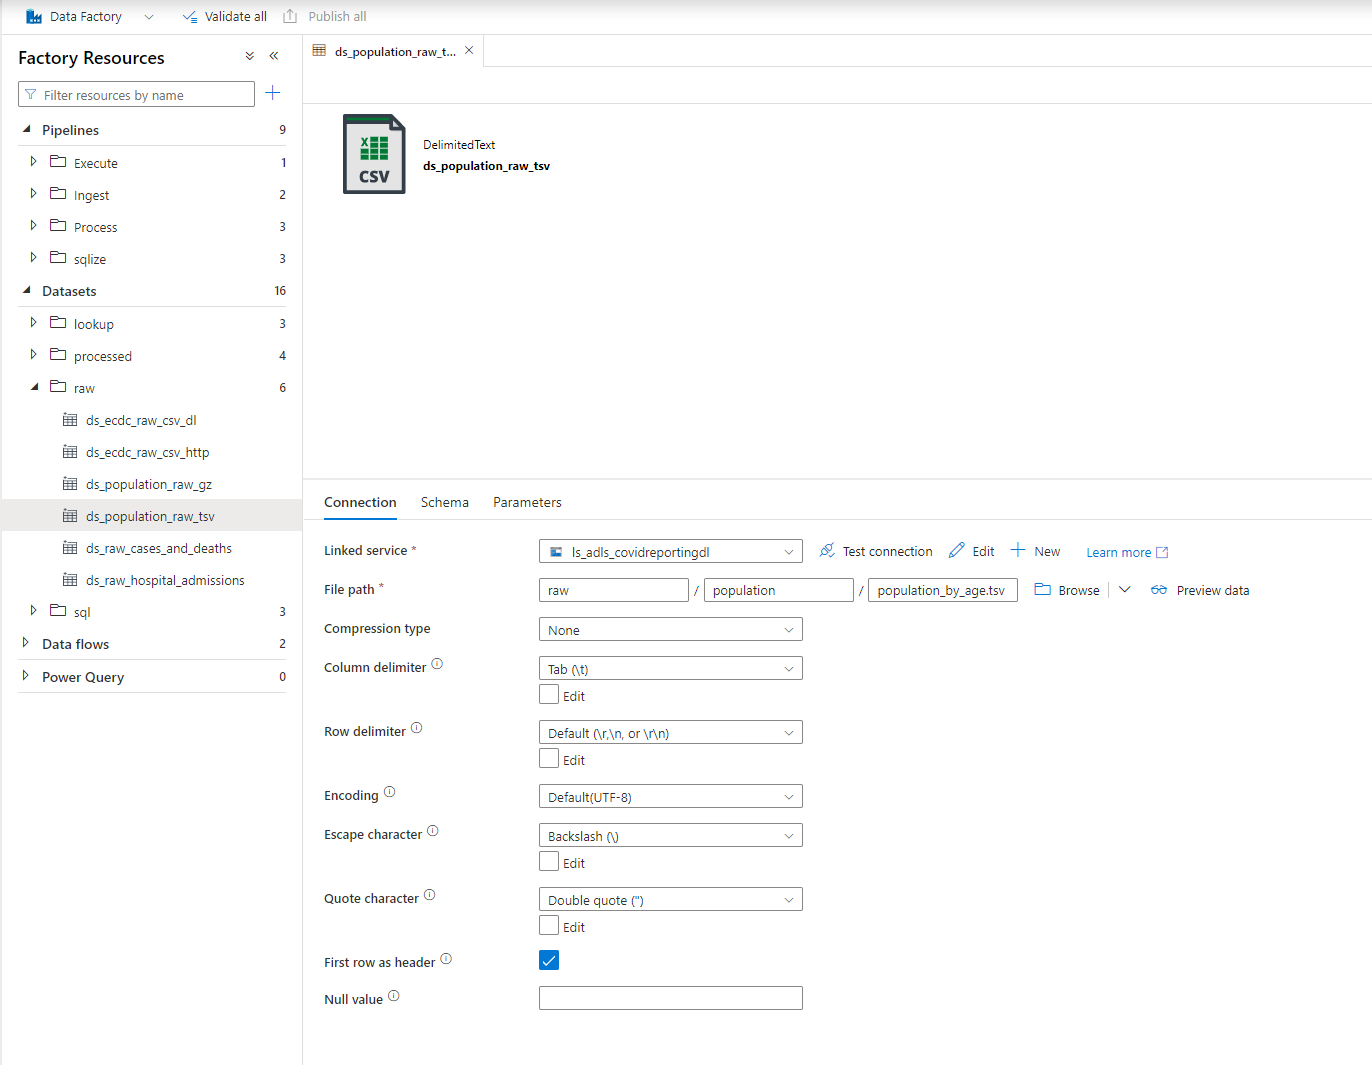 Data Factory
Validate all
Publish all
Factory Resources
Filter resources by name
Pipelines 9
Execute 1
Ingest 2
Process 3
sqlize 3
Datasets 16
lookup 3
processed 4
raw 6
ds_ecdc_raw_csv_dl
ds_ecdc_raw_csv_http
ds_population_raw_gz
ds_population_raw_tsv
ds_raw_cases_and_deaths
ds_raw_hospital_admissions
sql 3
Data flows 2
Power Query 0
ds_population_raw_t...
CSV
DelimitedText
ds_population_raw_tsv
Connection Schema Parameters
Linked service * ls_adls_covidreportingdl Test connection Edit New Learn more
File path * raw / population / population_by_age.tsv Browse Preview data
Compression type None
Column delimiter Tab (\t)
Edit
Row delimiter Default (\r,\n, or \r\n)
Edit
Encoding Default(UTF-8)
Escape character Backslash (\)
Edit
Quote character Double quote (")
Edit
First row as header
Null value